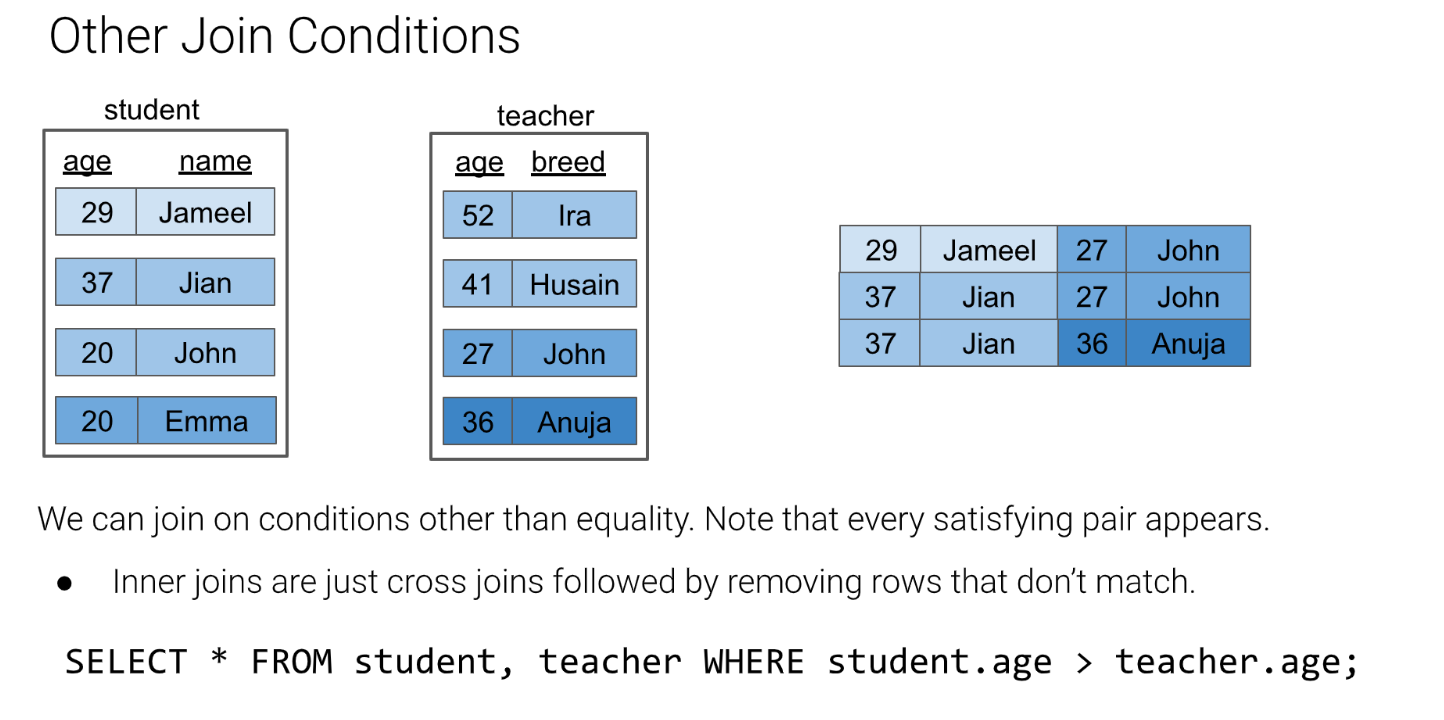 Other Join Conditions
student
age name
29 Jameel
37 Jian
20 John
20 Emma
teacher
age breed
52 Ira
41 Husain
27 John
36 Anuja
29 Jameel 27 John
37 Jian 27 John
37 Jian 36 Anuja
We can join on conditions other than equality. Note that every satisfying pair appears.
● Inner joins are just cross joins followed by removing rows that don’t match.
SELECT * FROM student, teacher WHERE student.age > teacher.age;